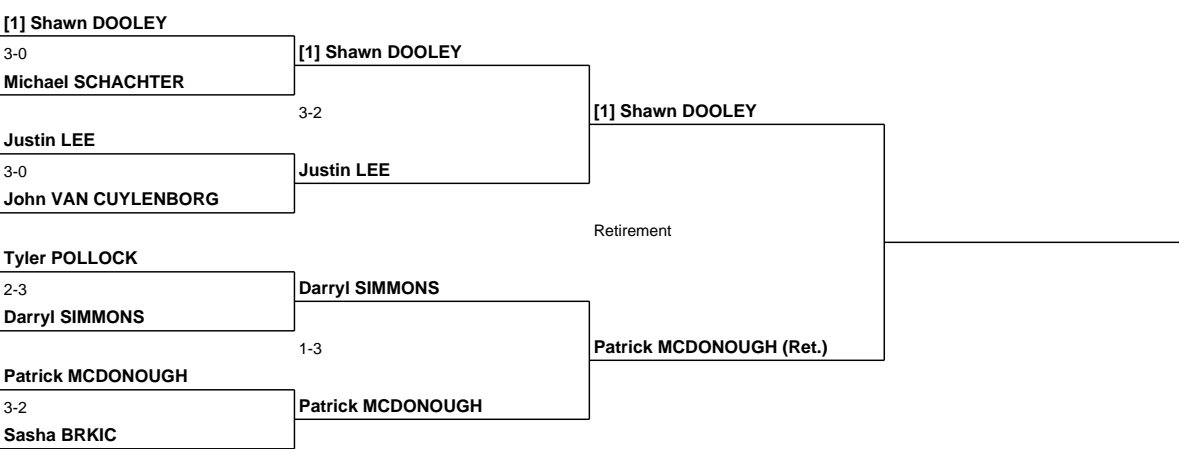 [1] Shawn DOOLEY
3-0
[1] Shawn DOOLEY
Michael SCHACHTER
3-2
[1] Shawn DOOLEY
Justin LEE
3-0
Justin LEE
John VAN CUYLENBORG
Retirement
Tyler POLLOCK
2-3
Darryl SIMMONS
Darryl SIMMONS
1-3
Patrick MCDONOUGH (Ret.)
Patrick MCDONOUGH
3-2
Patrick MCDONOUGH
Sasha BRKIC